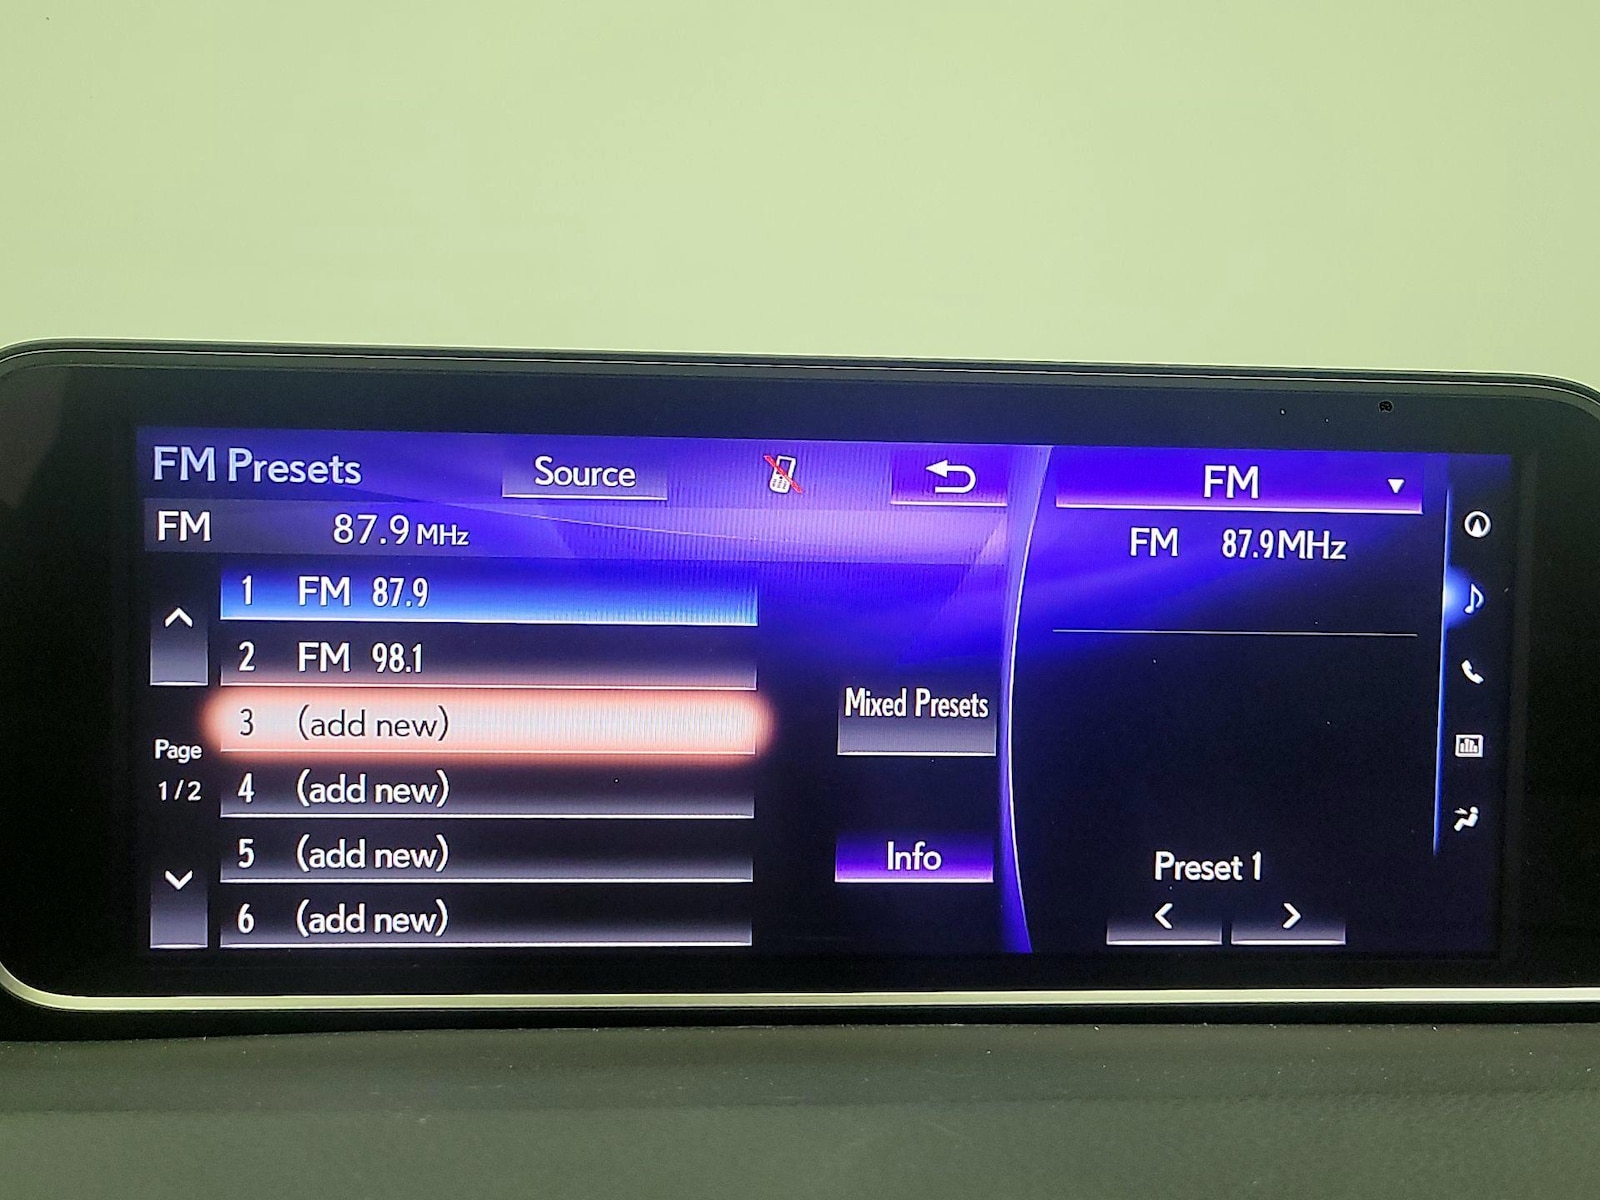 FM Presets
Source
FM 87.9 MHz
1 FM 87.9
2 FM 98.1
3 (add new)
4 (add new)
5 (add new)
6 (add new)
Page
1/2
Mixed Presets
Info
FM
FM 87.9MHz
Preset 1